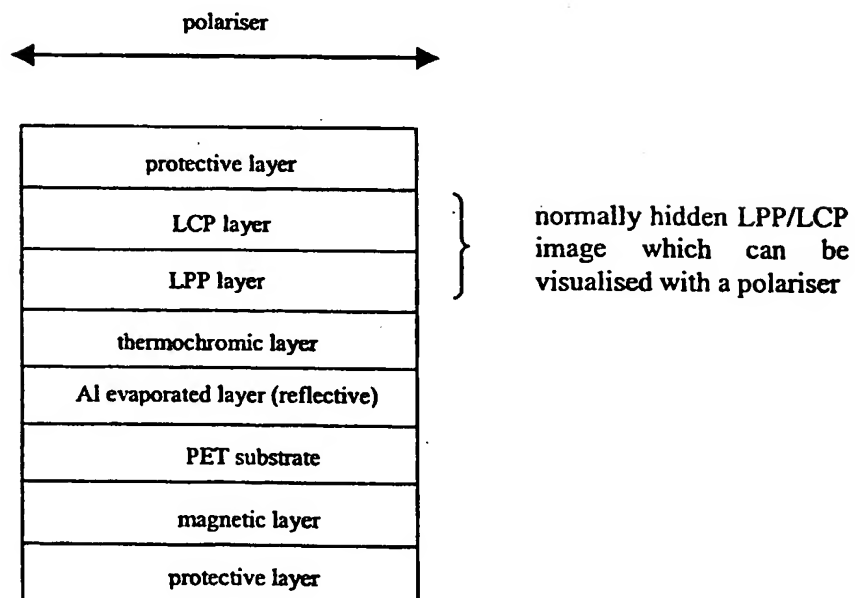 polariser
protective layer
LCP layer
LPP layer
normally hidden LPP/LCP
image which can be
visualised with a polariser
thermochromic layer
Al evaporated layer (reflective)
PET substrate
magnetic layer
protective layer